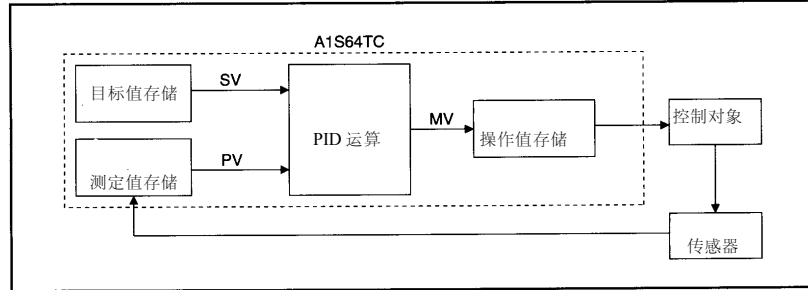 A1S64TC
目标值存储
SV
PID 运算
MV
操作值存储
控制对象
测定值存储
PV
传感器